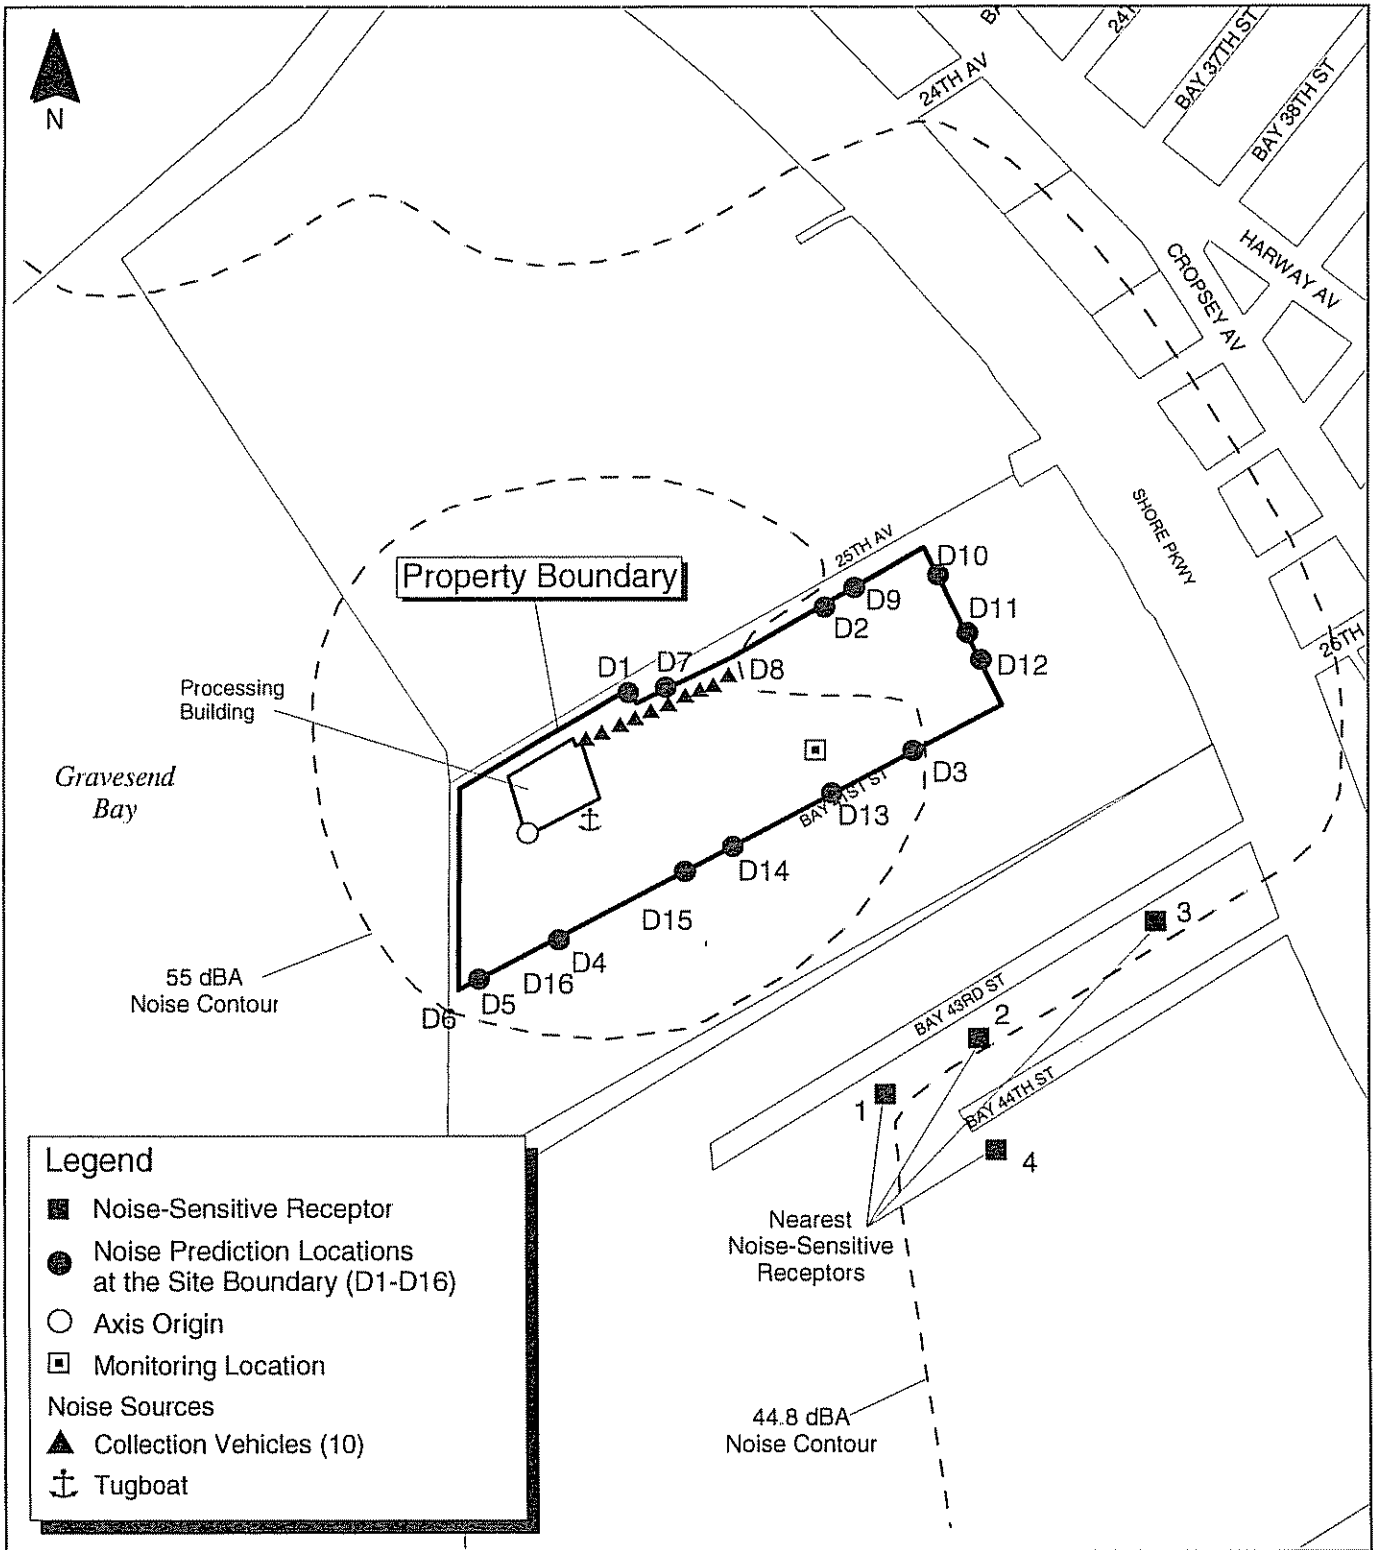 N
24TH AV
BAY 37TH ST
BAY 38TH ST
HARWAY AV
CROPSEY AV
SHORE PKWY
25TH AV
26TH
Property Boundary
D10
D9
D2
D11
D12
D1
D7
D8
Processing
Building
Gravesend
Bay
D3
D13
D14
D15
D4
D16
D5
D6
55 dBA
Noise Contour
BAY 43RD ST
BAY 44TH ST
3
2
1
4
Nearest
Noise-Sensitive
Receptors
44.8 dBA
Noise Contour
Legend
Noise-Sensitive Receptor
Noise Prediction Locations
at the Site Boundary (D1-D16)
Axis Origin
Monitoring Location
Noise Sources
Collection Vehicles (10)
Tugboat